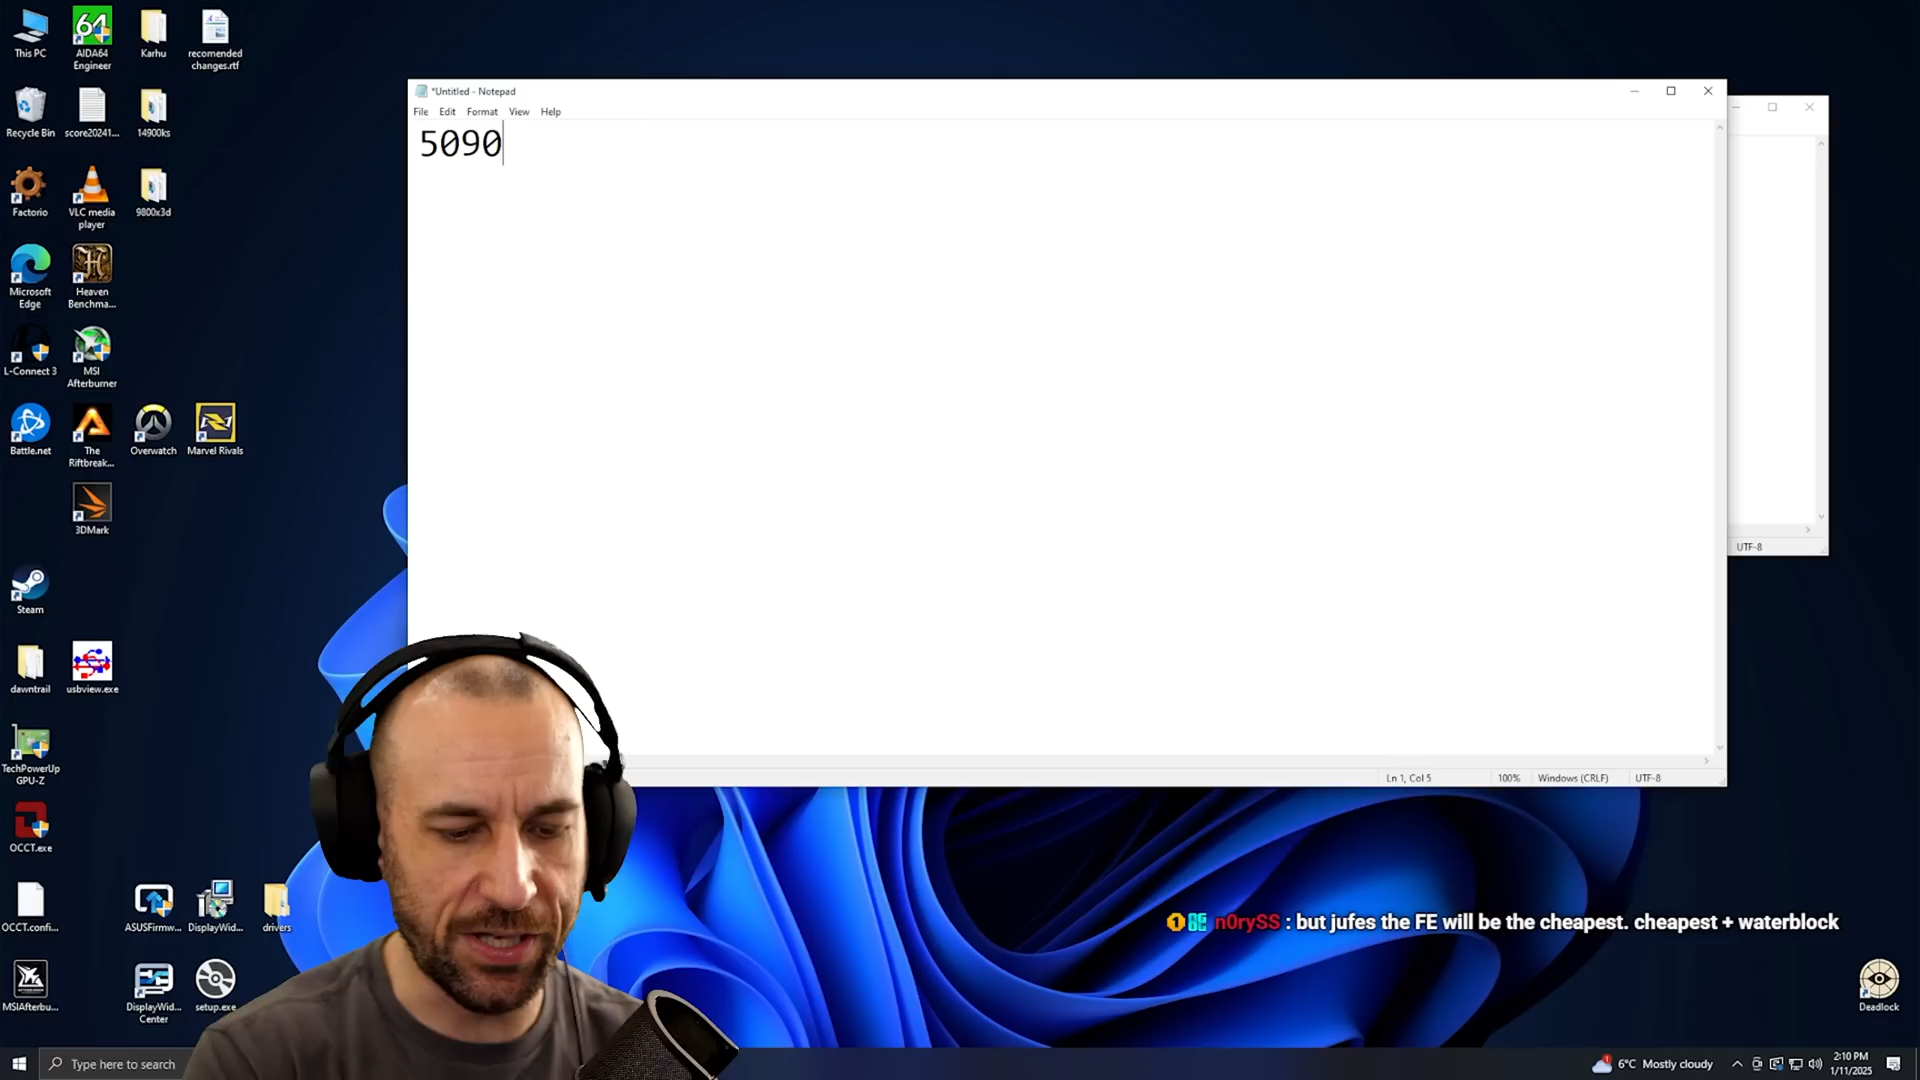 This PC
AIDA64
Engineer
Karhu
recomended
changes.rtf
Recycle Bin
score20241...
14900ks
Factorio
VLC media
player
9800x3d
Microsoft
Edge
Heaven
Benchma...
L-Connect 3
MSI
Afterburner
Battle.net
The
Riftbreak...
Overwatch
Marvel Rivals
3DMark
Steam
dawntrail
usbview.exe
TechPowerUp
GPU-Z
OCCT.exe
OCCT.confi...
ASUSFirmw...
DisplayWid...
drivers
MSIAfterbu...
DisplayWid...
Center
setup.exe
*Untitled - Notepad
File Edit Format View Help
5090
Ln 1, Col 5 100% Windows (CRLF) UTF-8
UTF-8
n0rySS : but jufes the FE will be the cheapest. cheapest + waterblock
Deadlock
Type here to search
6°C Mostly cloudy
2:10 PM
1/11/2025